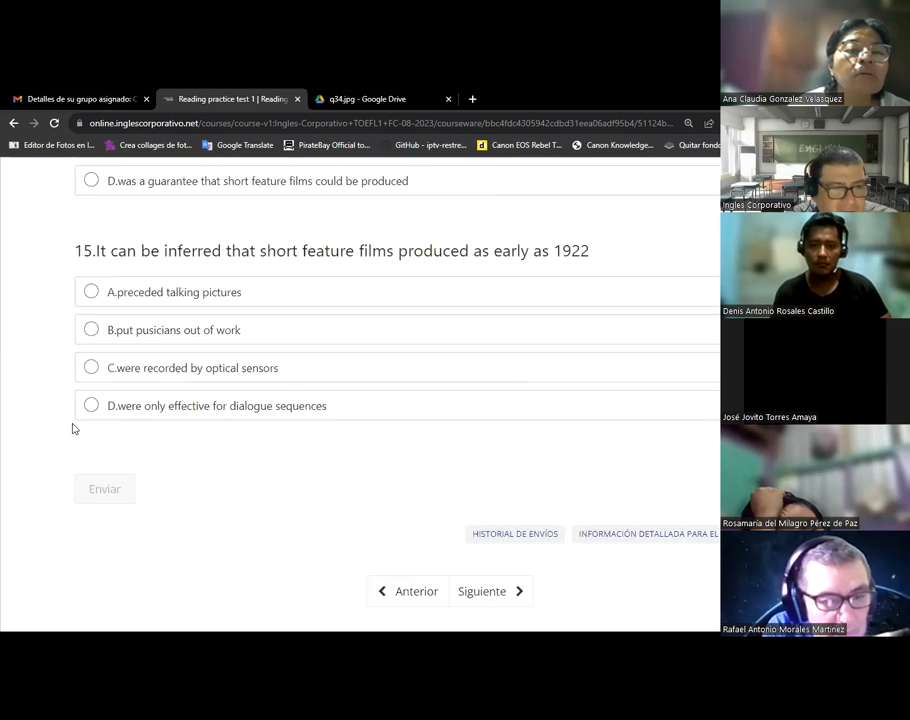 Detalles de su grupo asignado: C
Reading practice test 1 | Reading
q34.jpg - Google Drive
online.inglescorporativo.net/courses/course-v1:Ingles-Corporativo+TOEFL1+FC-08-2023/courseware/bbc4fdc4305942cdbd31eea06adf95b4/51124b...
Editor de Fotos en l...
Crea collages de fot...
Google Translate
PirateBay Official to...
GitHub - iptv-restre...
Canon EOS Rebel T...
Canon Knowledge...
Quitar fondo
D.was a guarantee that short feature films could be produced
15.It can be inferred that short feature films produced as early as 1922
A.preceded talking pictures
B.put pusicians out of work
C.were recorded by optical sensors
D.were only effective for dialogue sequences
Enviar
HISTORIAL DE ENVÍOS
INFORMACIÓN DETALLADA PARA EL
Anterior
Siguiente
Ana Claudia Gonzalez Velasquez
ENGLISH
Ingles Corporativo
Denis Antonio Rosales Castillo
José Jovito Torres Amaya
Rosamaría del Milagro Pérez de Paz
Rafael Antonio Morales Martinez